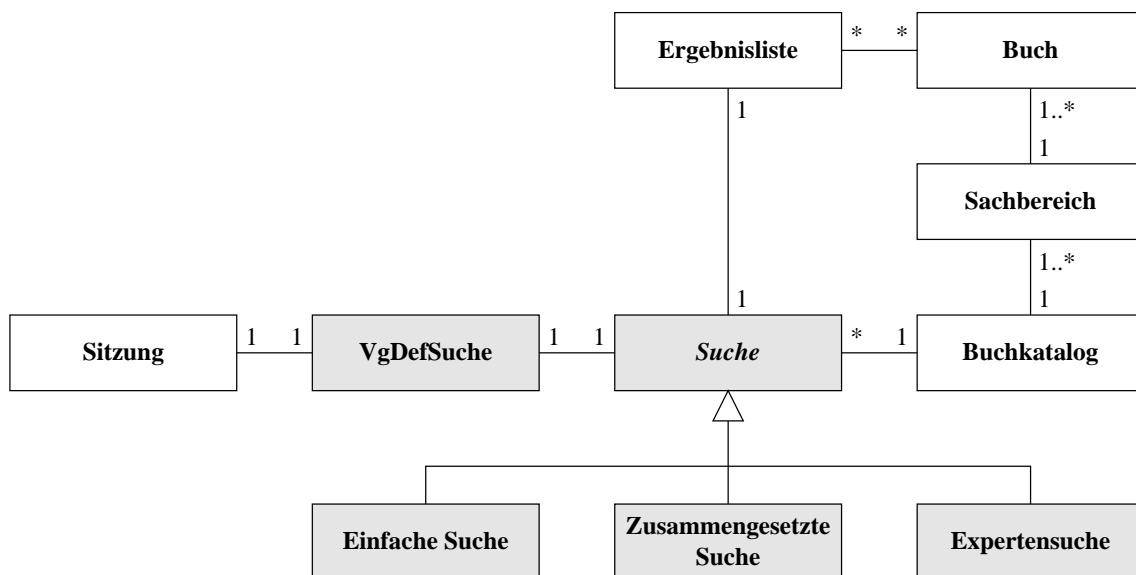 Ergebnisliste
* *
Buch
1
1..*
1
Sachbereich
1..*
1
1
Sitzung
1 1
VgDefSuche
1 1
Suche
* 1
Buchkatalog
Einfache Suche
Zusammengesetzte
Suche
Expertensuche